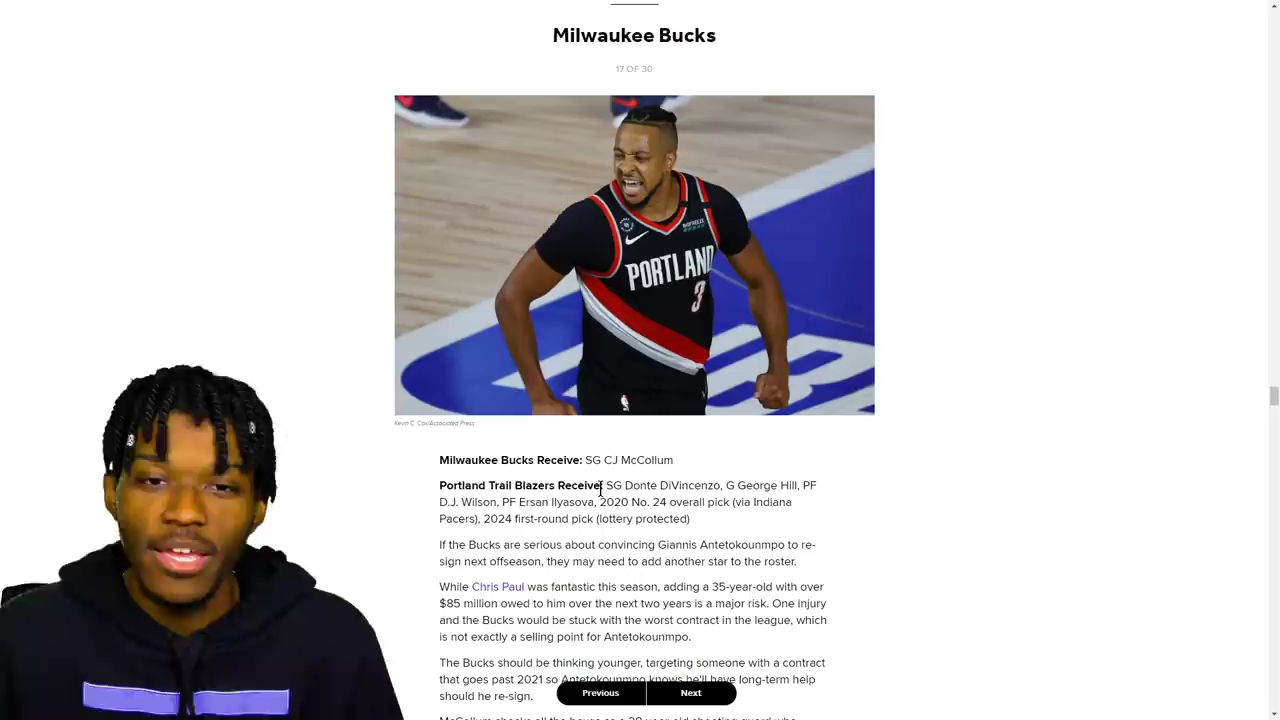 Milwaukee Bucks
17 OF 30
PORTLAND
3
Kevin C. Cox/Associated Press
Milwaukee Bucks Receive: SG CJ McCollum
Portland Trail Blazers Receive: SG Donte DiVincenzo, G George Hill, PF
D.J. Wilson, PF Ersan Ilyasova, 2020 No. 24 overall pick (via Indiana
Pacers), 2024 first-round pick (lottery protected)
If the Bucks are serious about convincing Giannis Antetokounmpo to re-
sign next offseason, they may need to add another star to the roster.
While Chris Paul was fantastic this season, adding a 35-year-old with over
$85 million owed to him over the next two years is a major risk. One injury
and the Bucks would be stuck with the worst contract in the league, which
is not exactly a selling point for Antetokounmpo.
The Bucks should be thinking younger, targeting someone with a contract
that goes past 2021 so Antetokounmpo knows he'll have long-term help
should he re-sign.
Previous
Next